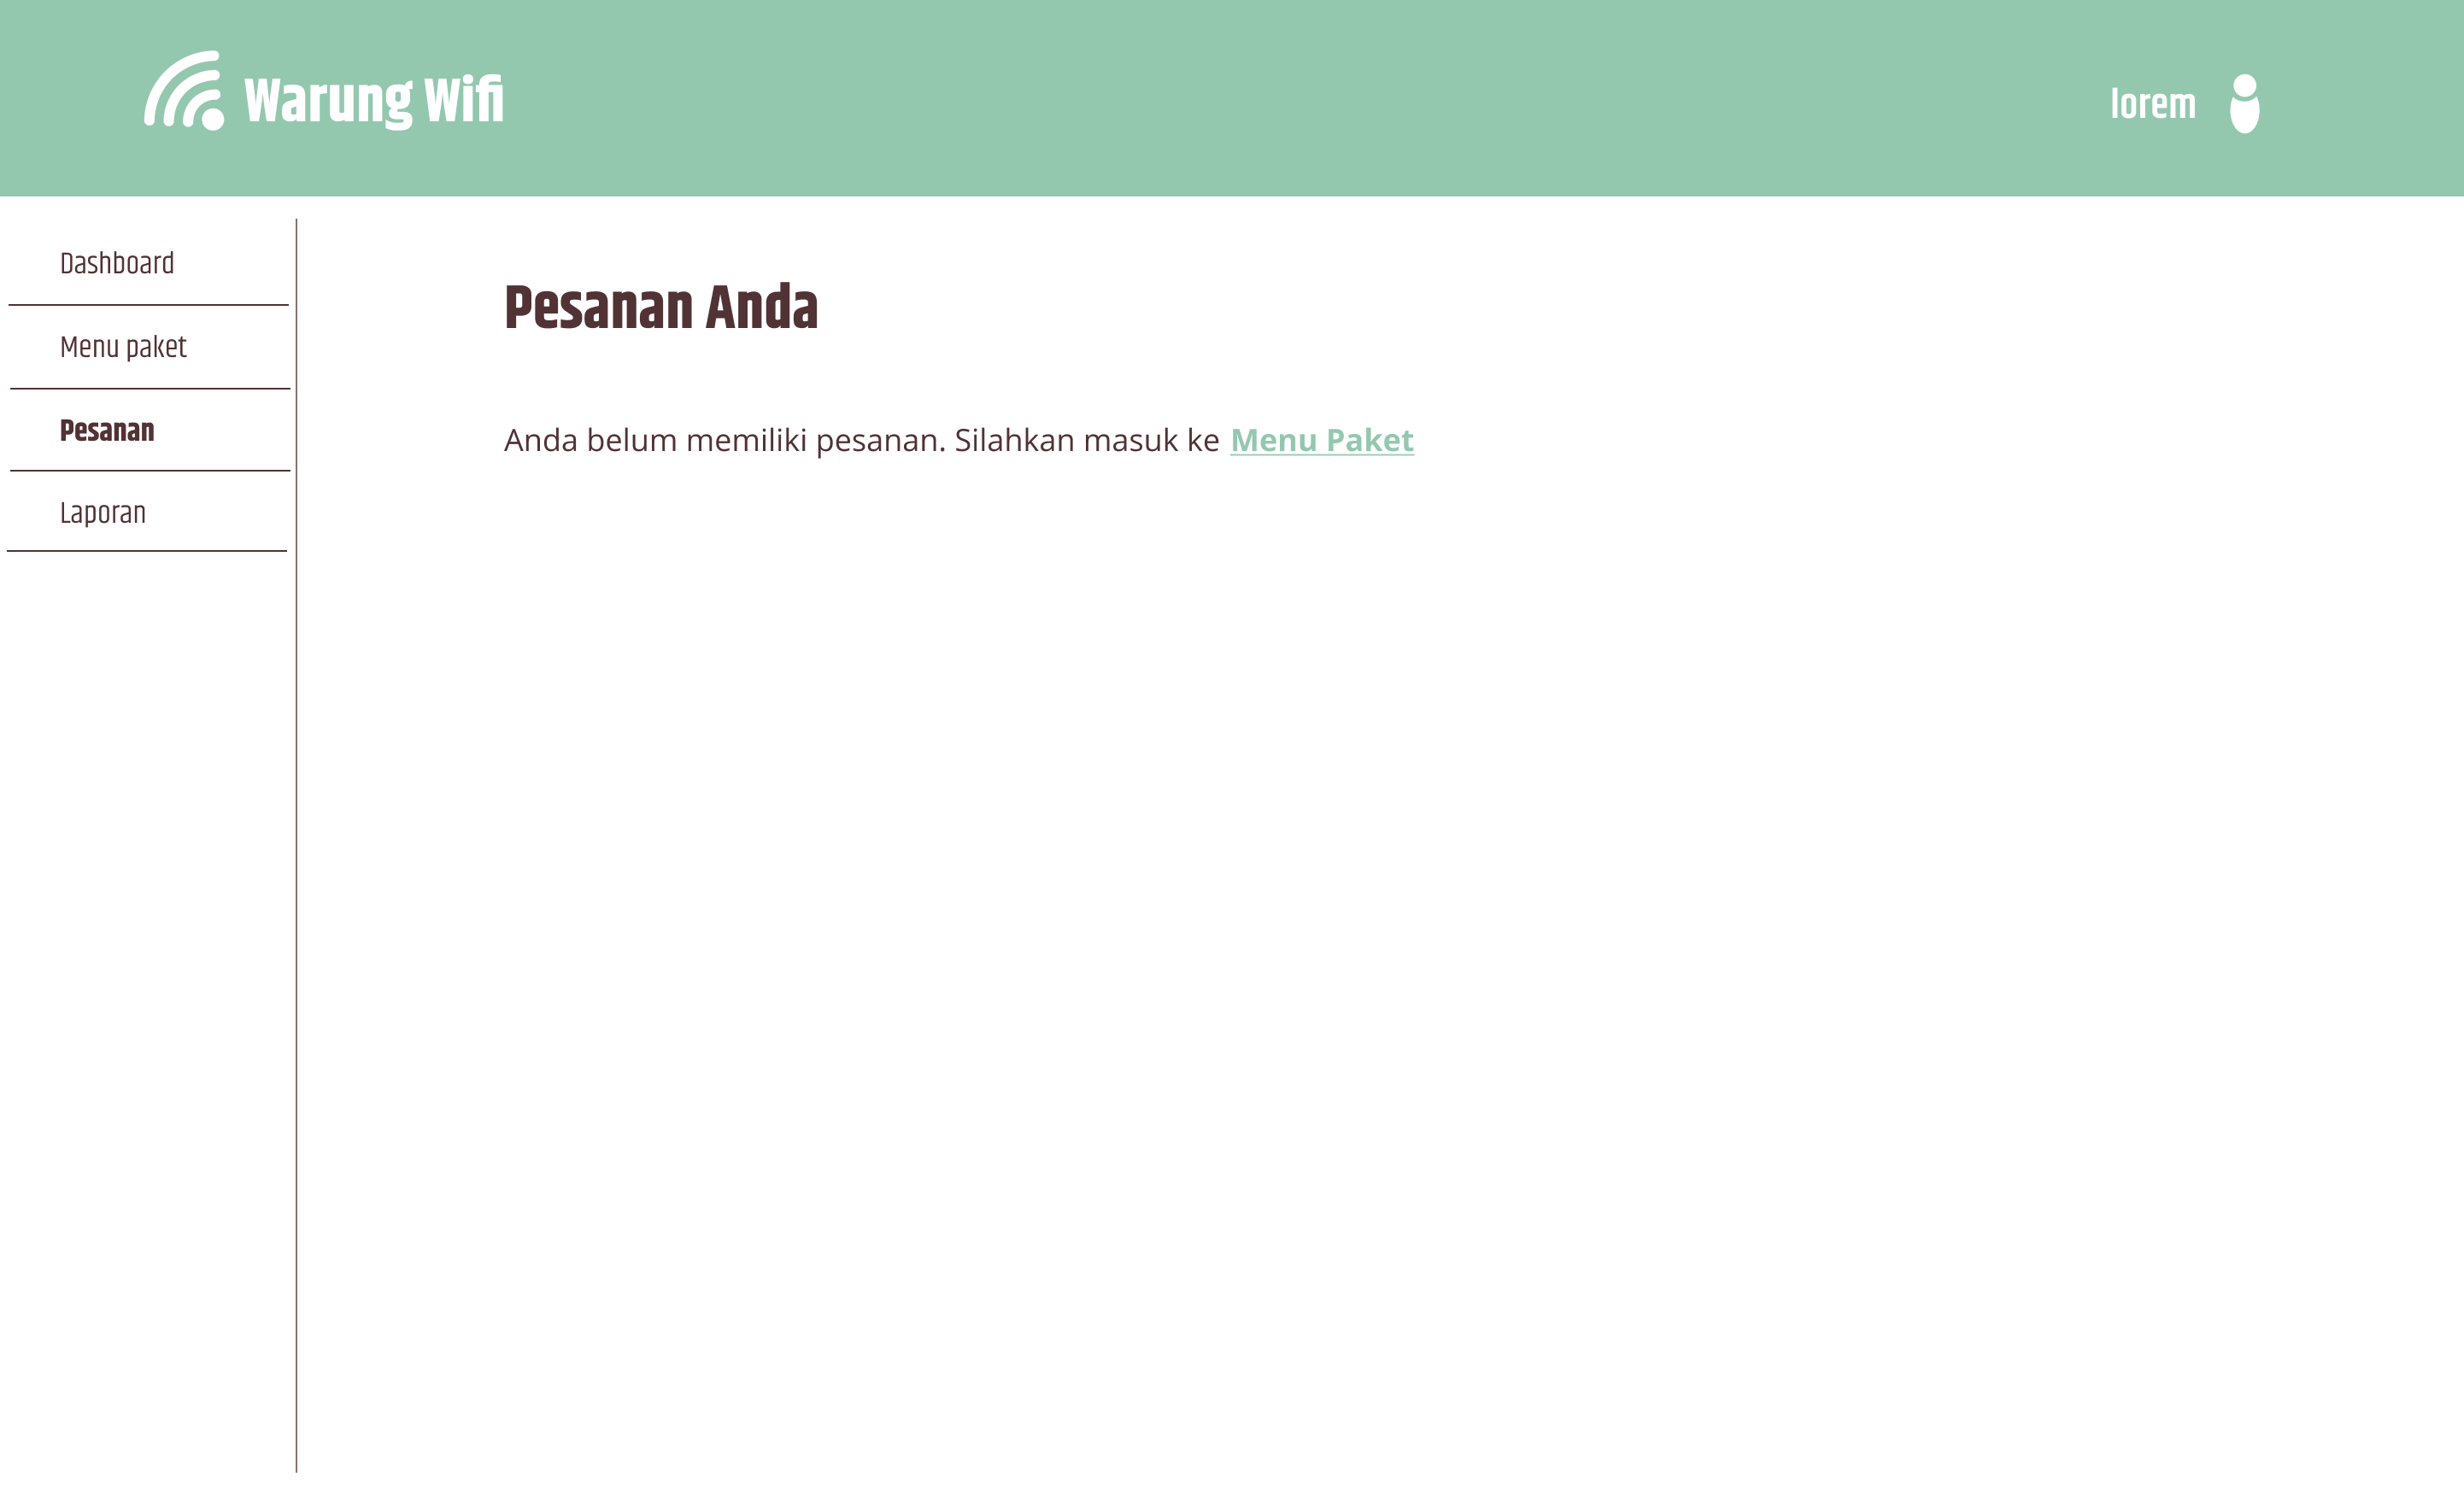 Warung Wifi
lorem
Dashboard
Menu paket
Pesanan
Laporan
Pesanan Anda
Anda belum memiliki pesanan. Silahkan masuk ke Menu Paket